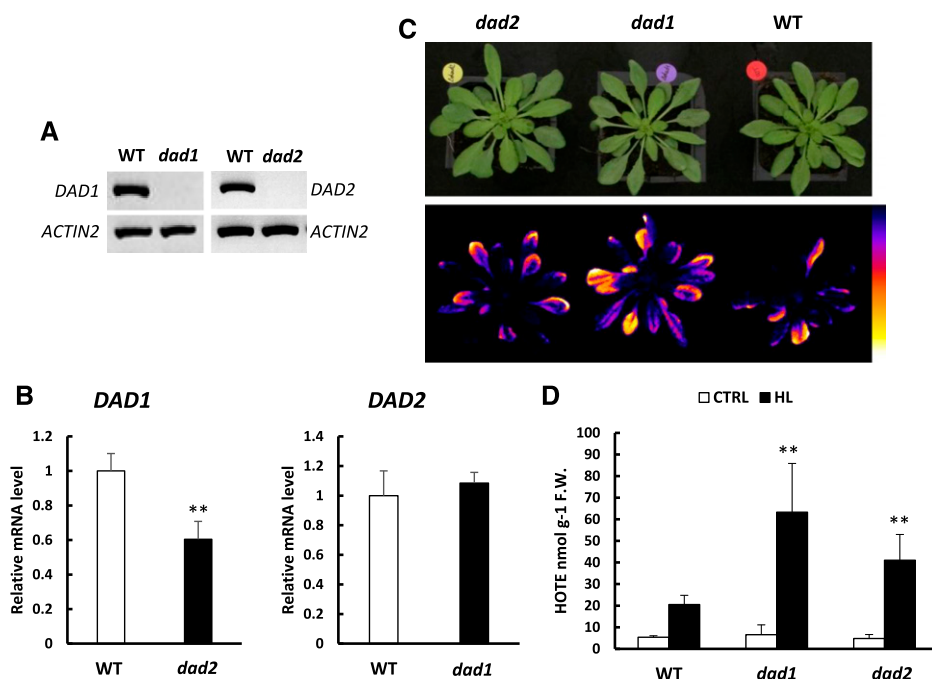 A
WT dad1 WT dad2
DAD1 DAD2
ACTIN2 ACTIN2
C
dad2 dad1 WT
B
DAD1
Relative mRNA level
1.2
1
0.8
0.6
0.4
0.2
0
**
WT dad2
DAD2
Relative mRNA level
1.4
1.2
1
0.8
0.6
0.4
0.2
0
WT dad1
D
CTRL HL
HOTE nmol g-1 F.W.
100
90
80
70
60
50
40
30
20
10
0
**
**
WT dad1 dad2